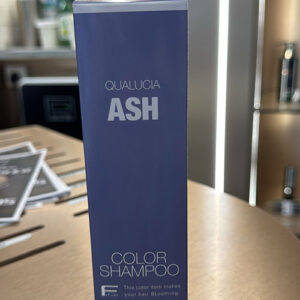 QUALUCIA
ASH
COLOR
SHAMPOO
This color item makes
your hair BLooming.